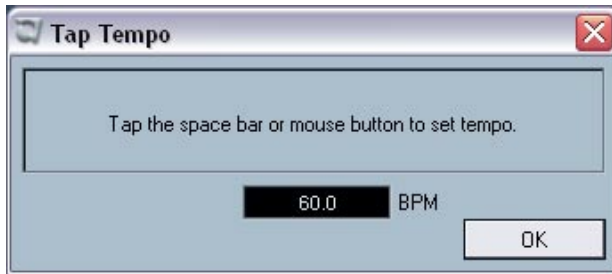 Tap Tempo
Tap the space bar or mouse button to set tempo.
60.0 BPM
OK